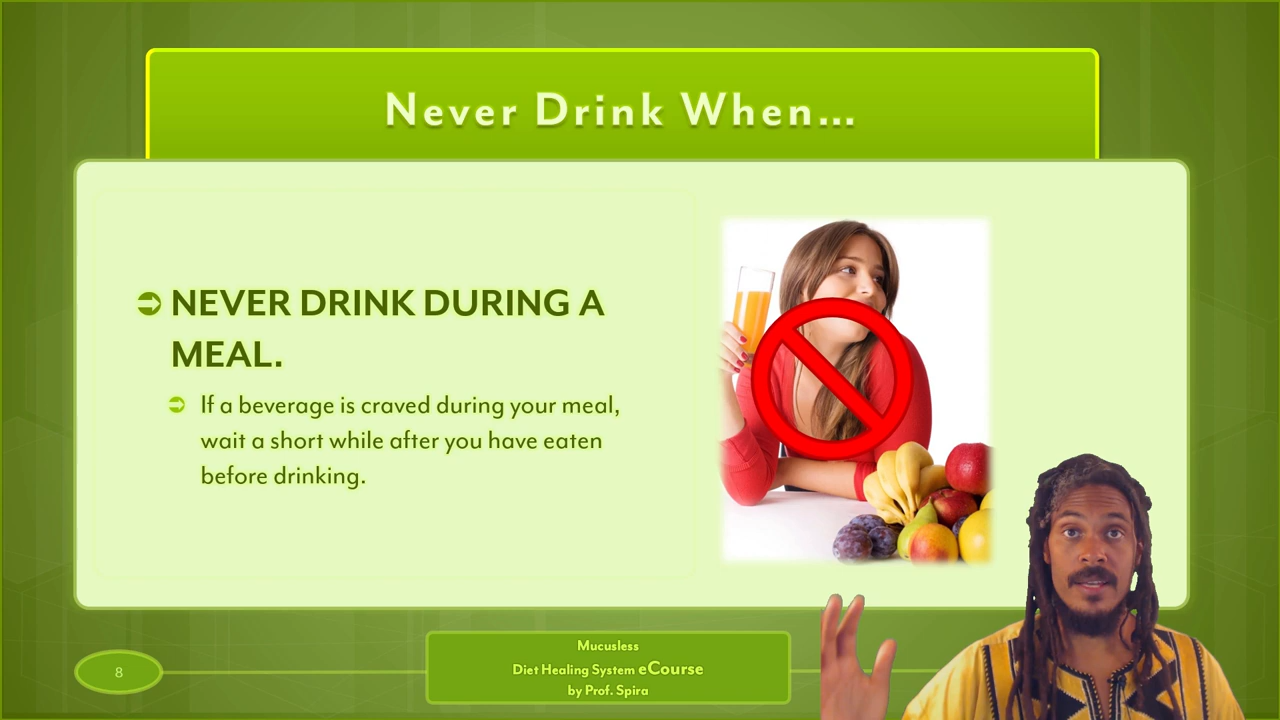 Never Drink When...
NEVER DRINK DURING A
MEAL.
If a beverage is craved during your meal,
wait a short while after you have eaten
before drinking.
8
Mucusless
Diet Healing System eCourse
by Prof. Spira